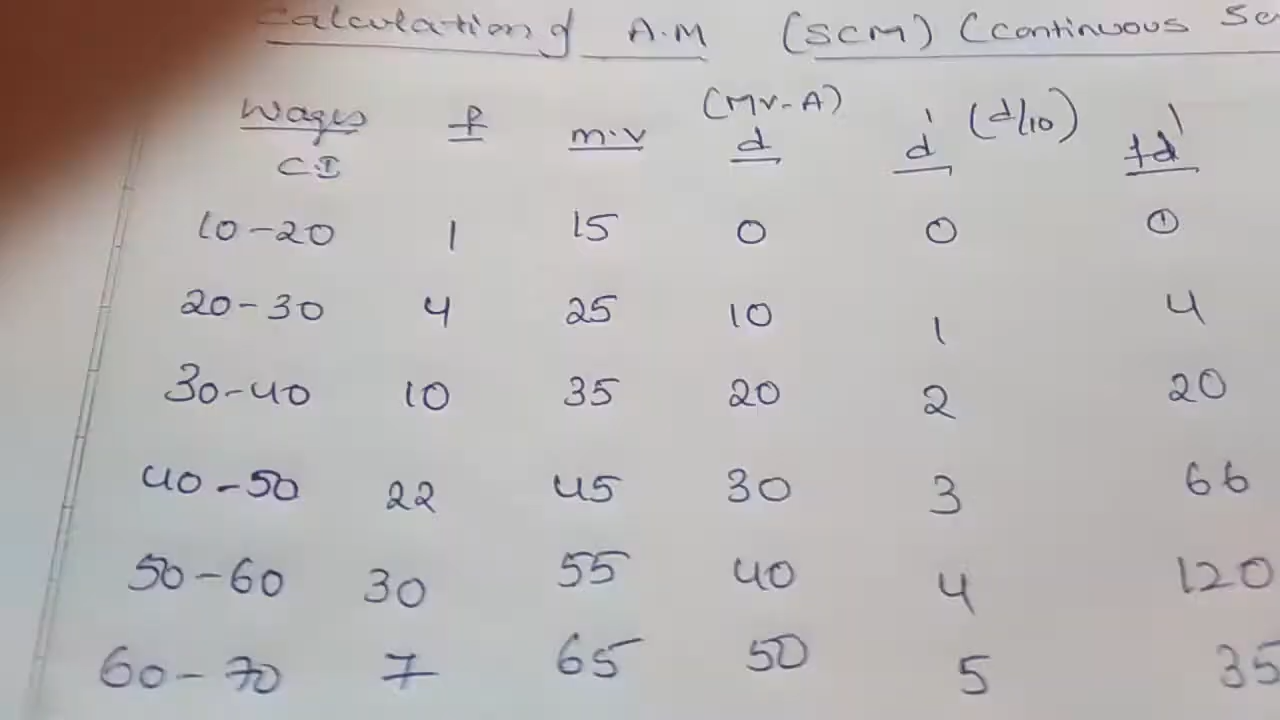 Calculation of A.M (SCM) (Continuous Se
Wages C.I f m.v (MV-A) d d' (d/10) fd'
10-20 1 15 0 0 0
20-30 4 25 10 1 4
30-40 10 35 20 2 20
40-50 22 45 30 3 66
50-60 30 55 40 4 120
60-70 7 65 50 5 35